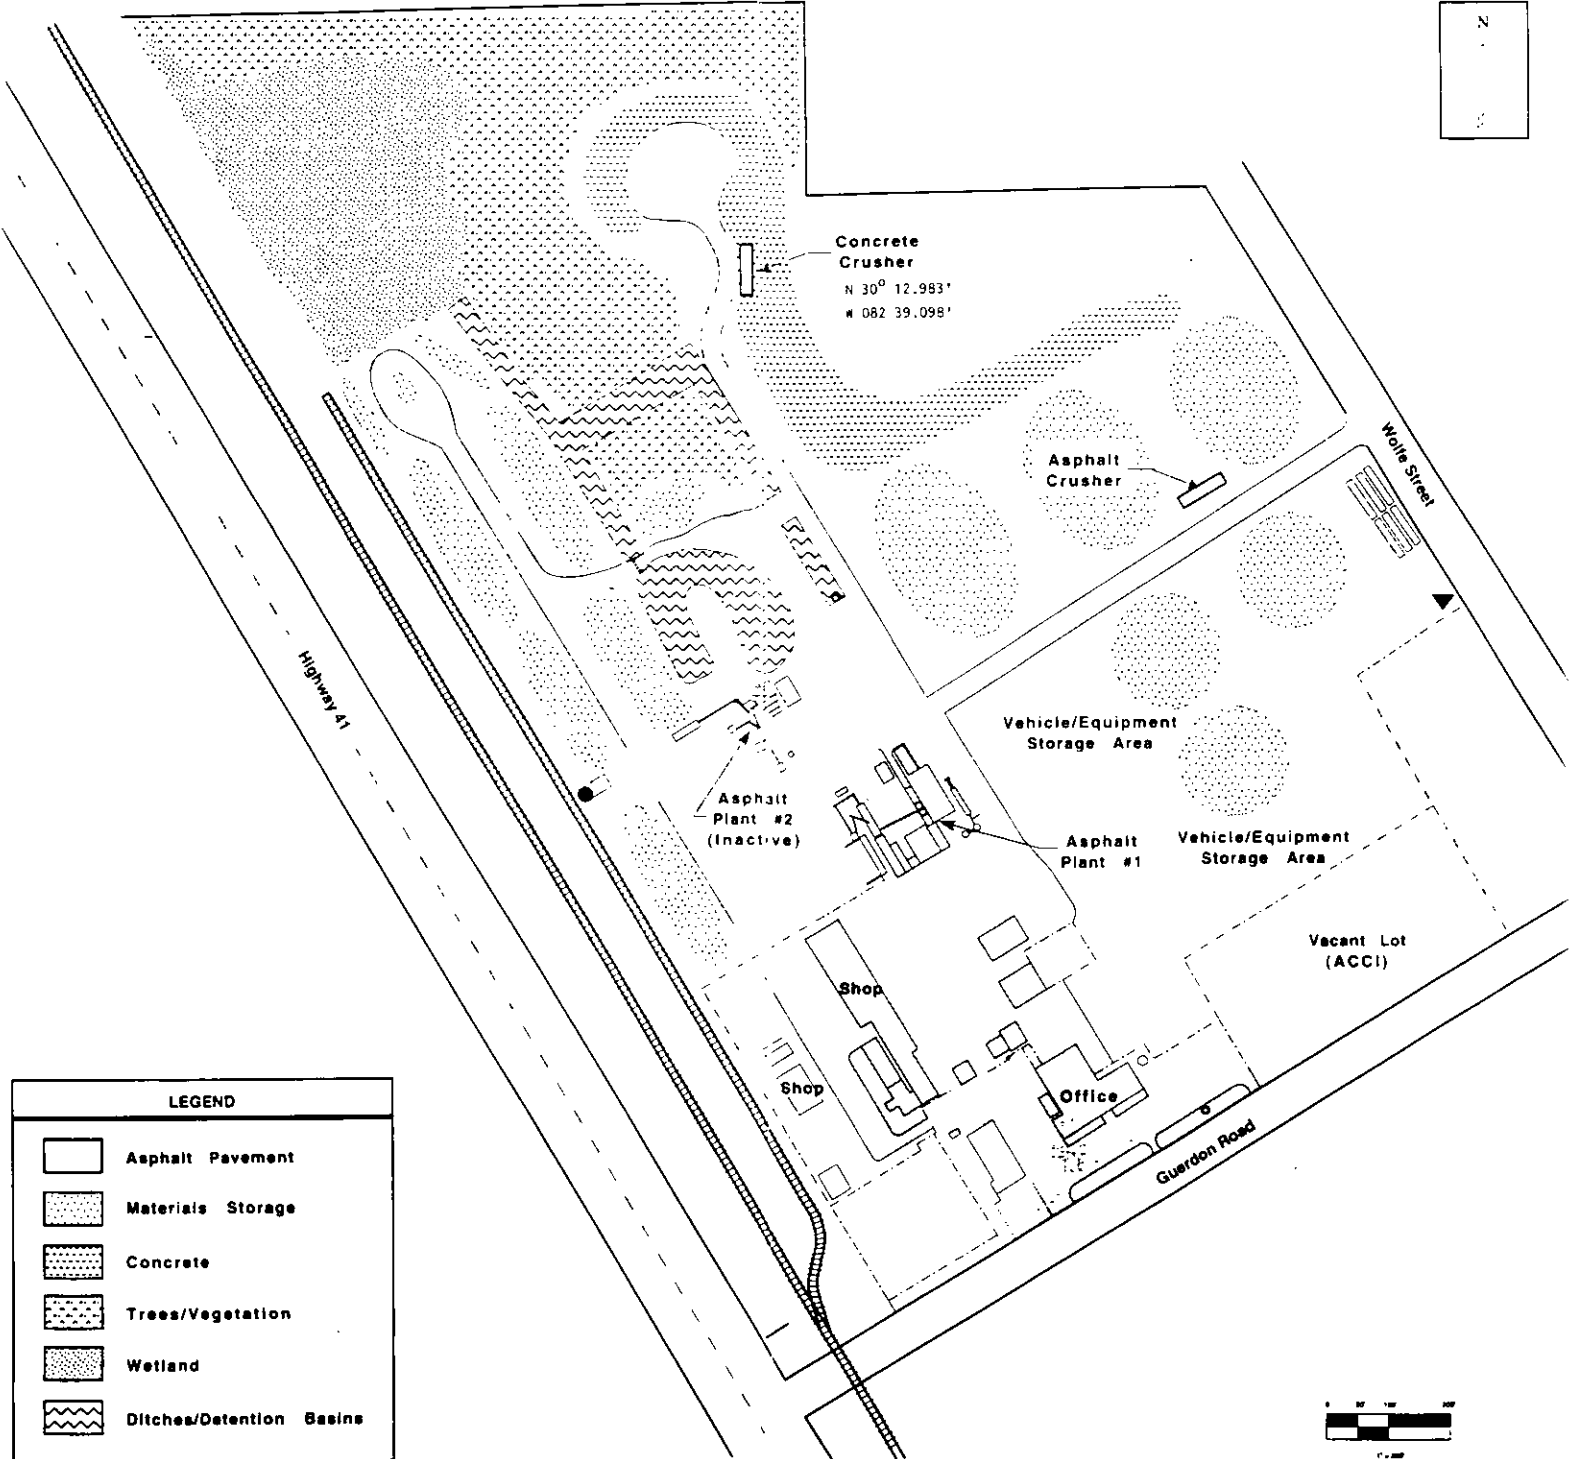 N
S
Concrete
Crusher
N 30° 12.983'
W 082 39.098'
Asphalt
Crusher
Wolfe Street
Highway 41
Vehicle/Equipment
Storage Area
Asphalt
Plant #2
(Inactive)
Asphalt
Plant #1
Vehicle/Equipment
Storage Area
Vacant Lot
(ACCI)
Shop
Shop
Office
Guerdon Road
LEGEND
Asphalt Pavement
Materials Storage
Concrete
Trees/Vegetation
Wetland
Ditches/Detention Basins
0